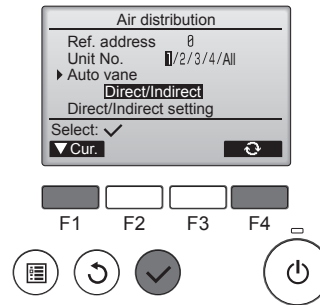 Air distribution
Ref. address 0
Unit No. 1/2/3/4/All
Auto vane
Direct/Indirect
Direct/Indirect setting
Select:
Cur.
F1 F2 F3 F4